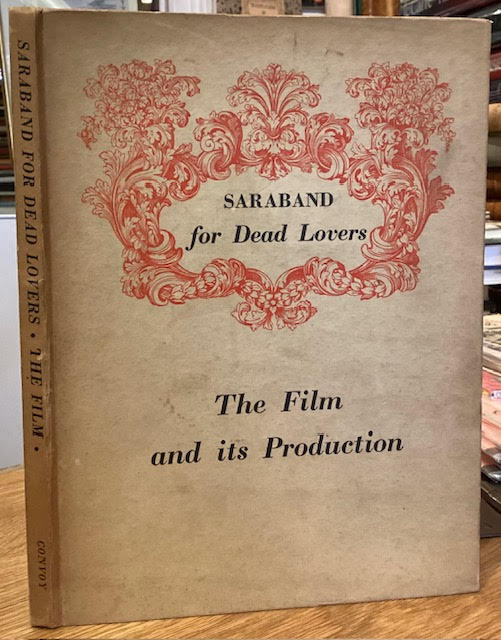 SARABAND
for Dead Lovers
The Film
and its Production
SARABAND FOR DEAD LOVERS • THE FILM •
CONVOY